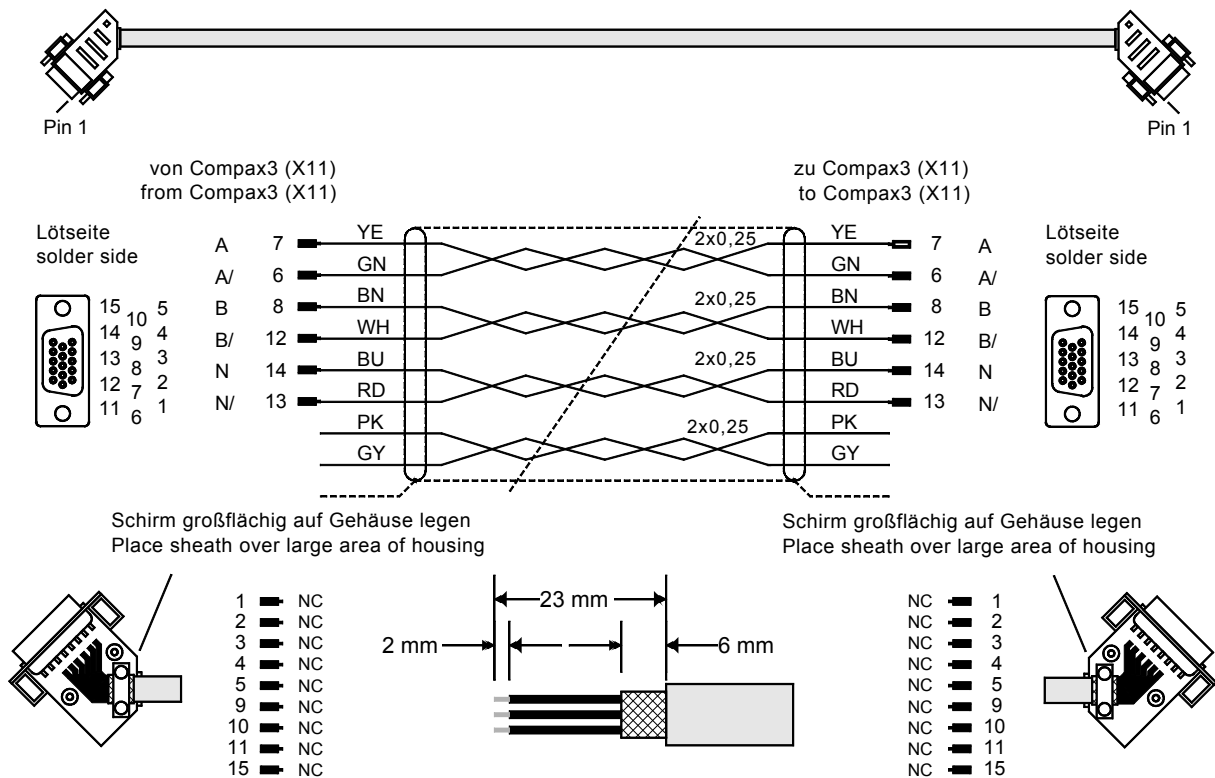 Pin 1
Pin 1
von Compax3 (X11)
from Compax3 (X11)
zu Compax3 (X11)
to Compax3 (X11)
Lötseite
solder side
15 10 5
14 9 4
13 8 3
12 7 2
11 6 1
A 7 YE 2x0,25 YE 7 A
A/ 6 GN GN 6 A/
B 8 BN 2x0,25 BN 8 B
B/ 12 WH WH 12 B/
N 14 BU 2x0,25 BU 14 N
N/ 13 RD RD 13 N/
PK 2x0,25 PK
GY GY
Lötseite
solder side
15 10 5
14 9 4
13 8 3
12 7 2
11 6 1
Schirm großflächig auf Gehäuse legen
Place sheath over large area of housing
Schirm großflächig auf Gehäuse legen
Place sheath over large area of housing
1 NC
2 NC
3 NC
4 NC
5 NC
9 NC
10 NC
11 NC
15 NC
23 mm
2 mm
6 mm
NC 1
NC 2
NC 3
NC 4
NC 5
NC 9
NC 10
NC 11
NC 15